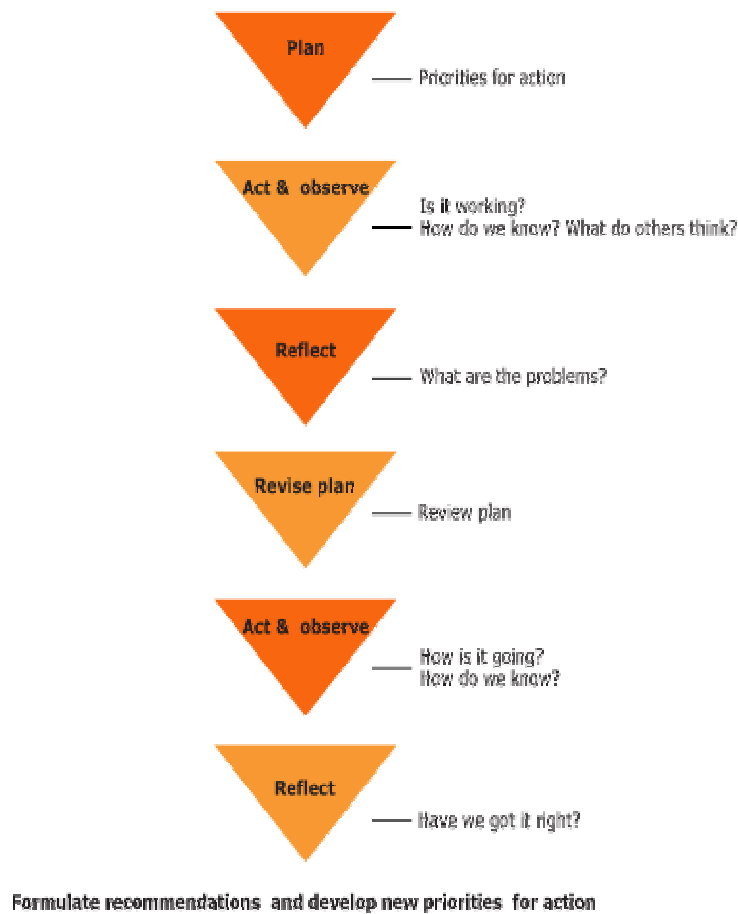 Plan
Priorities for action
Act & observe
Is it working?
How do we know? What do others think?
Reflect
What are the problems?
Revise plan
Review plan
Act & observe
How is it going?
How do we know?
Reflect
Have we got it right?
Formulate recommendations and develop new priorities for action